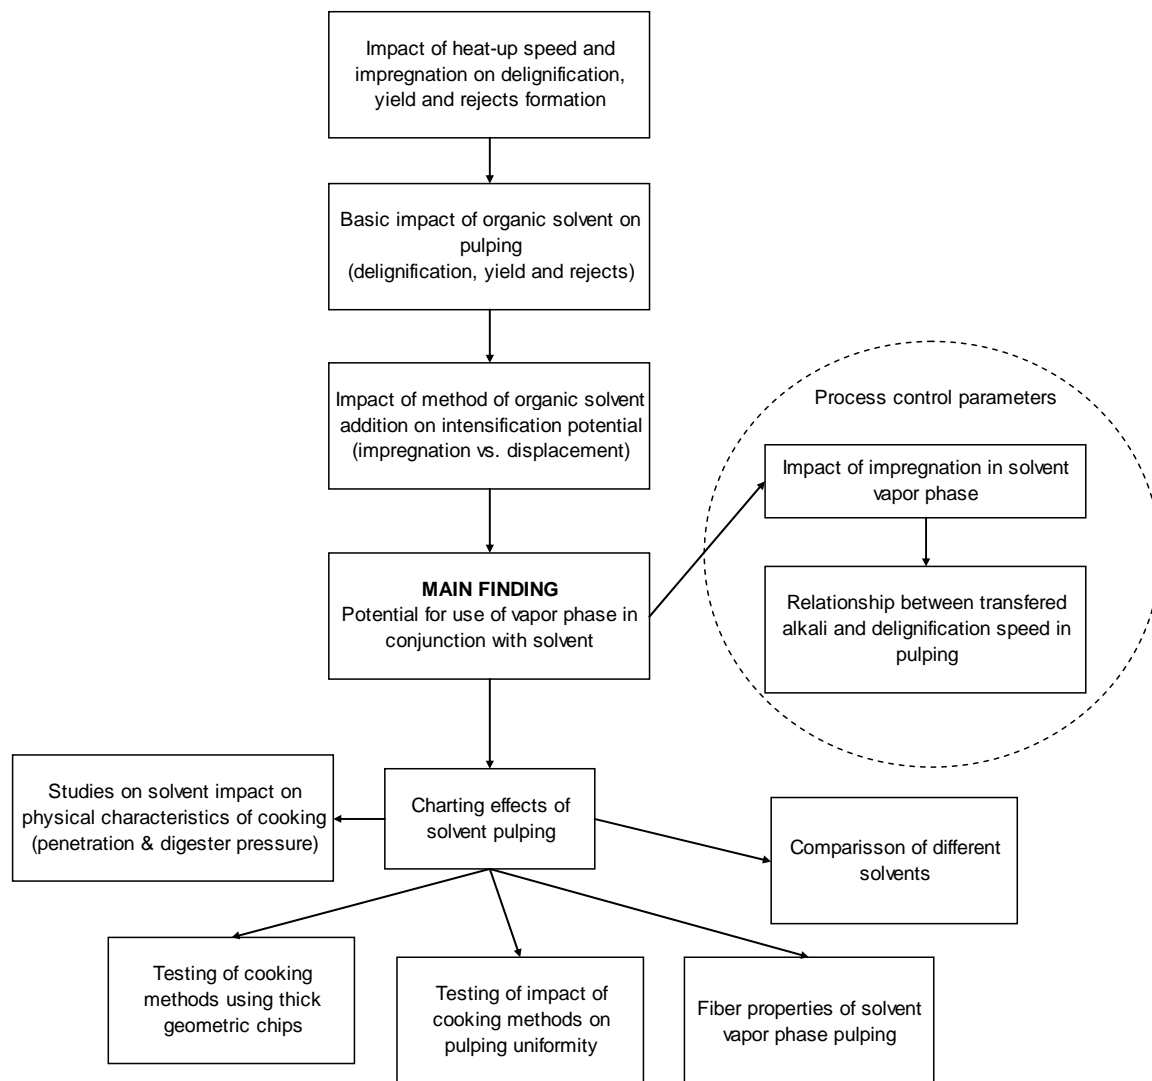 Impact of heat-up speed and
impregnation on delignification,
yield and rejects formation
Basic impact of organic solvent on
pulping
(delignification, yield and rejects)
Impact of method of organic solvent
addition on intensification potential
(impregnation vs. displacement)
Process control parameters
Impact of impregnation in solvent
vapor phase
MAIN FINDING
Potential for use of vapor phase in
conjunction with solvent
Relationship between transfered
alkali and delignification speed in
pulping
Studies on solvent impact on
physical characteristics of cooking
(penetration & digester pressure)
Charting effects of
solvent pulping
Comparisson of different
solvents
Testing of cooking
methods using thick
geometric chips
Testing of impact of
cooking methods on
pulping uniformity
Fiber properties of solvent
vapor phase pulping